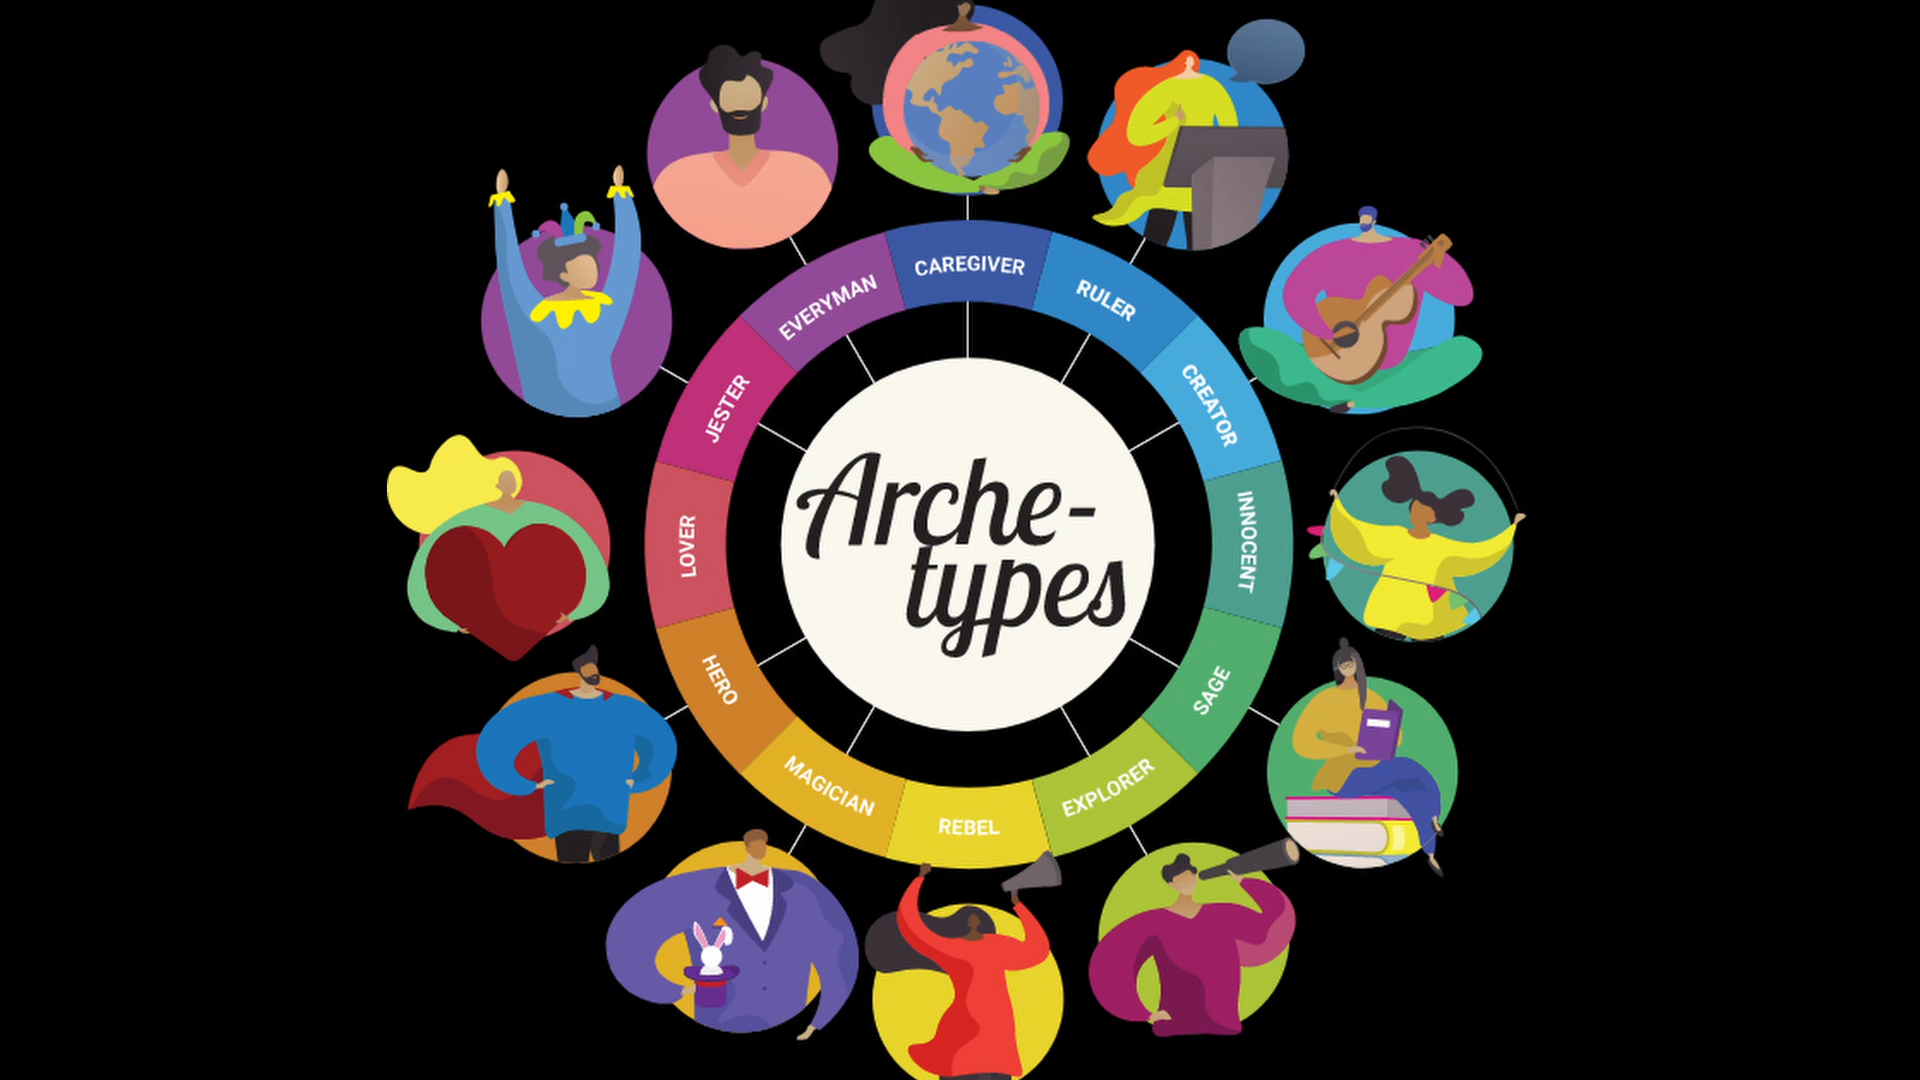 CAREGIVER
RULER
CREATOR
INNOCENT
SAGE
EXPLORER
REBEL
MAGICIAN
HERO
LOVER
JESTER
EVERYMAN
Arche-
types